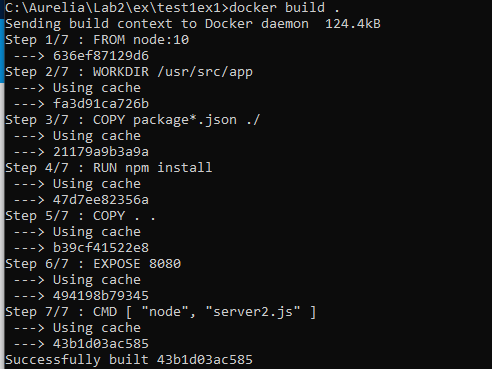 C:\Aurelia\Lab2\ex\test1ex1>docker build .
Sending build context to Docker daemon  124.4kB
Step 1/7 : FROM node:10
 ---> 636ef87129d6
Step 2/7 : WORKDIR /usr/src/app
 ---> Using cache
 ---> fa3d91ca726b
Step 3/7 : COPY package*.json ./
 ---> Using cache
 ---> 21179a9b3a9a
Step 4/7 : RUN npm install
 ---> Using cache
 ---> 47d7ee82356a
Step 5/7 : COPY . .
 ---> Using cache
 ---> b39cf41522e8
Step 6/7 : EXPOSE 8080
 ---> Using cache
 ---> 494198b79345
Step 7/7 : CMD [ "node", "server2.js" ]
 ---> Using cache
 ---> 43b1d03ac585
Successfully built 43b1d03ac585